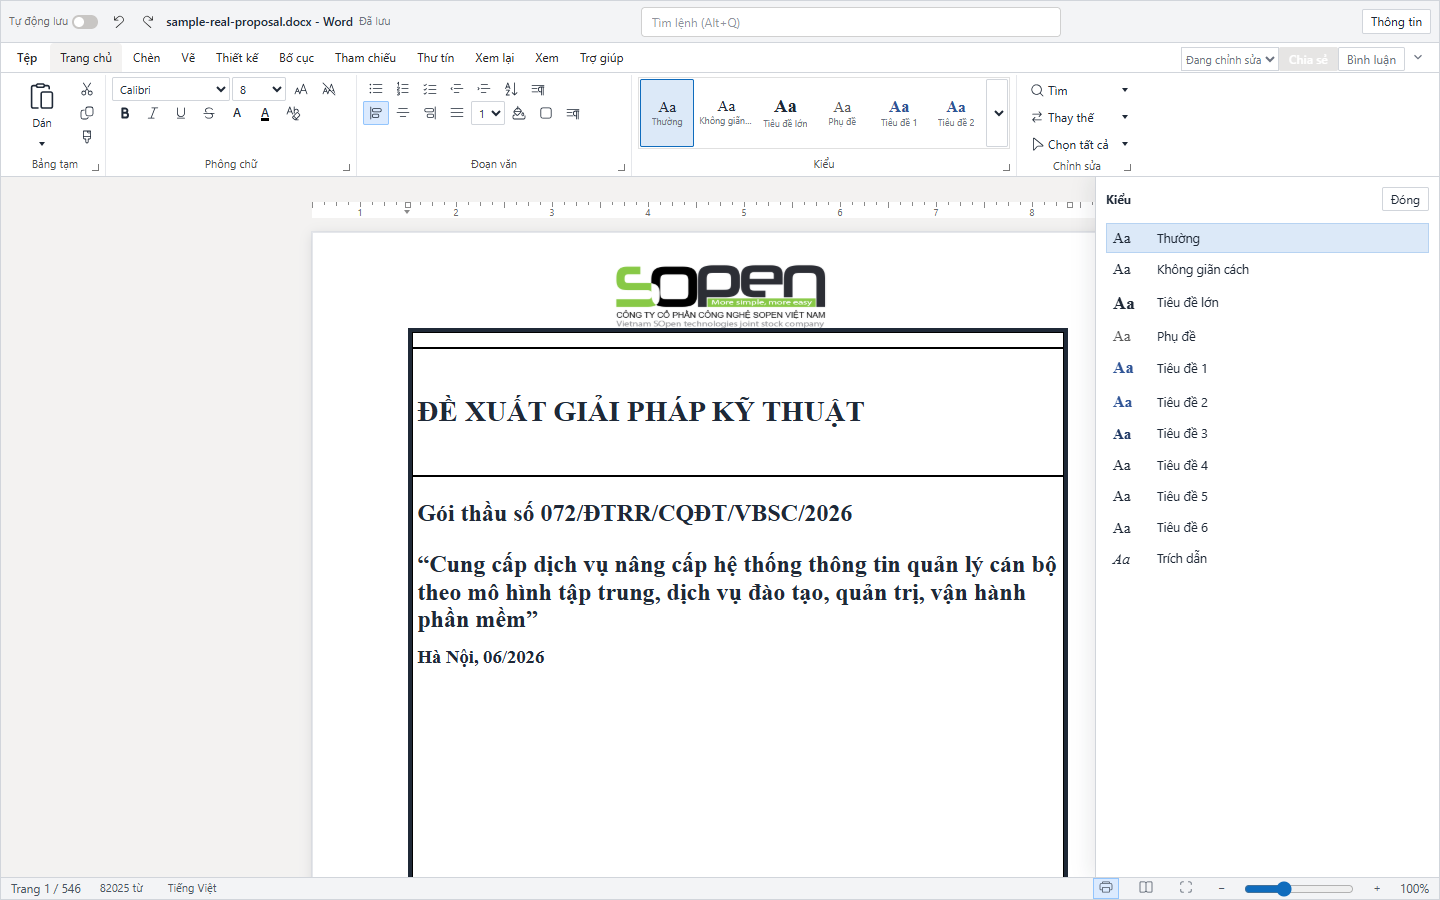 Tự động lưu sample-real-proposal.docx - Word Đã lưu Tìm lệnh (Alt+Q) Thông tin
Tệp Trang chủ Chèn Vẽ Thiết kế Bố cục Tham chiếu Thư tín Xem lại Xem Trợ giúp Đang chỉnh sửa Chia sẻ Bình luận
Dán
Bảng tạm
Calibri 8
B I U S A A
Phông chữ
1
Đoạn văn
Aa Aa Aa Aa Aa Aa
Thường Không giãn... Tiêu đề lớn Phụ đề Tiêu đề 1 Tiêu đề 2
Kiểu
Tìm
Thay thế
Chọn tất cả
Chỉnh sửa
1 2 3 4 5 6 7 8
sopen
More simple, more easy
CÔNG TY CỔ PHẦN CÔNG NGHỆ SOPEN VIỆT NAM
Vietnam SOpen technologies joint stock company
ĐỀ XUẤT GIẢI PHÁP KỸ THUẬT
Gói thầu số 072/ĐTRR/CQĐT/VBSC/2026
“Cung cấp dịch vụ nâng cấp hệ thống thông tin quản lý cán bộ
theo mô hình tập trung, dịch vụ đào tạo, quản trị, vận hành
phần mềm”
Hà Nội, 06/2026
Kiểu Đóng
Aa Thường
Aa Không giãn cách
Aa Tiêu đề lớn
Aa Phụ đề
Aa Tiêu đề 1
Aa Tiêu đề 2
Aa Tiêu đề 3
Aa Tiêu đề 4
Aa Tiêu đề 5
Aa Tiêu đề 6
Aa Trích dẫn
Trang 1 / 546 82025 từ Tiếng Việt 100%